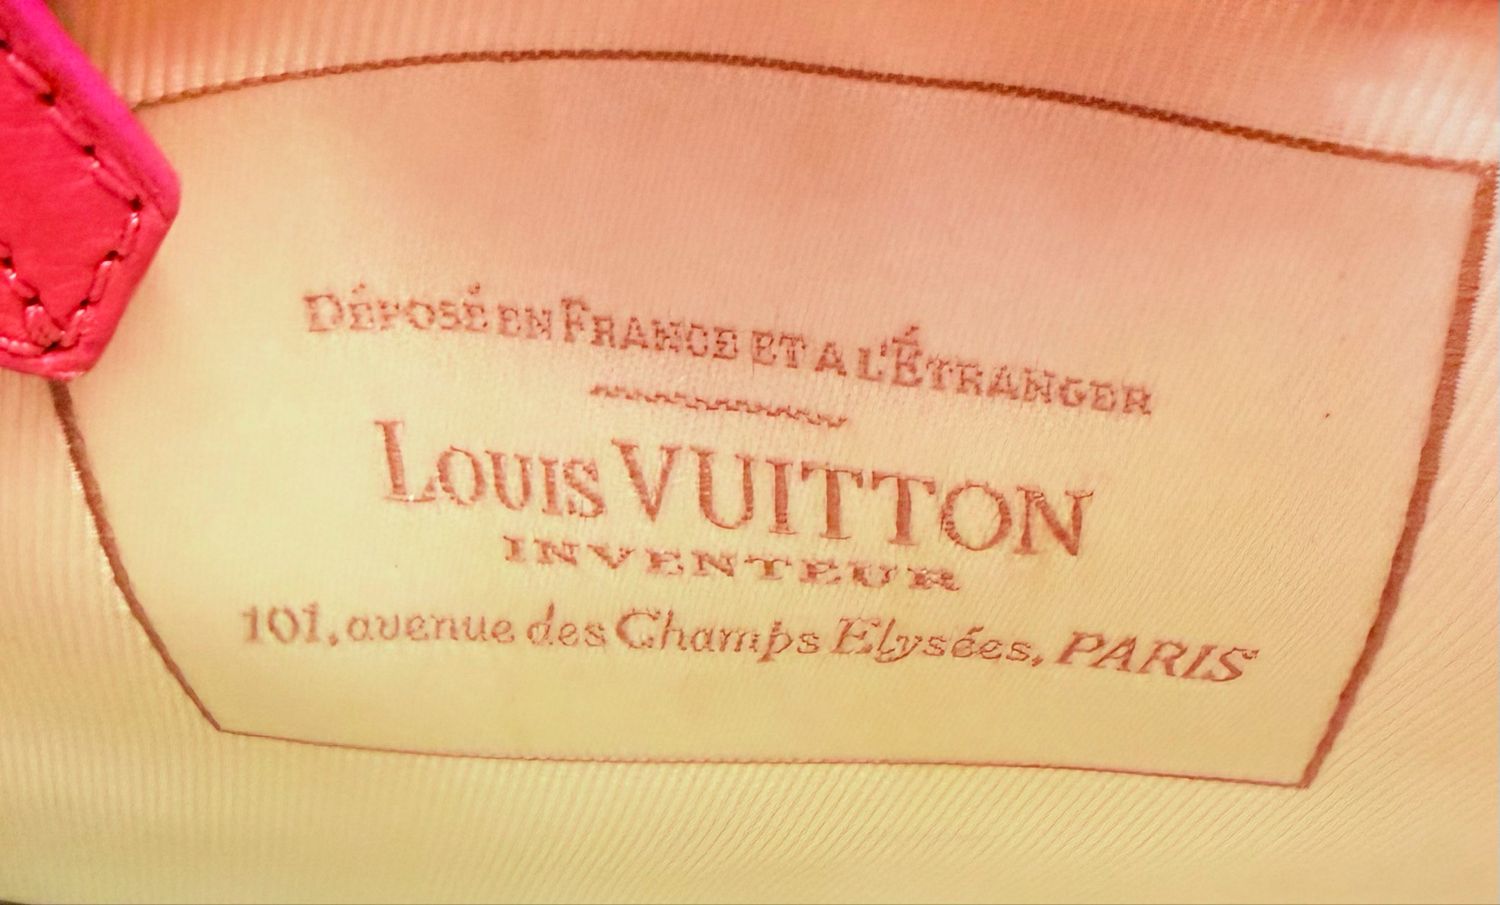 DÉPOSÉ EN FRANCE ET A L'ÉTRANGER
LOUIS VUITTON
INVENTEUR
101, avenue des Champs Elysées, PARIS